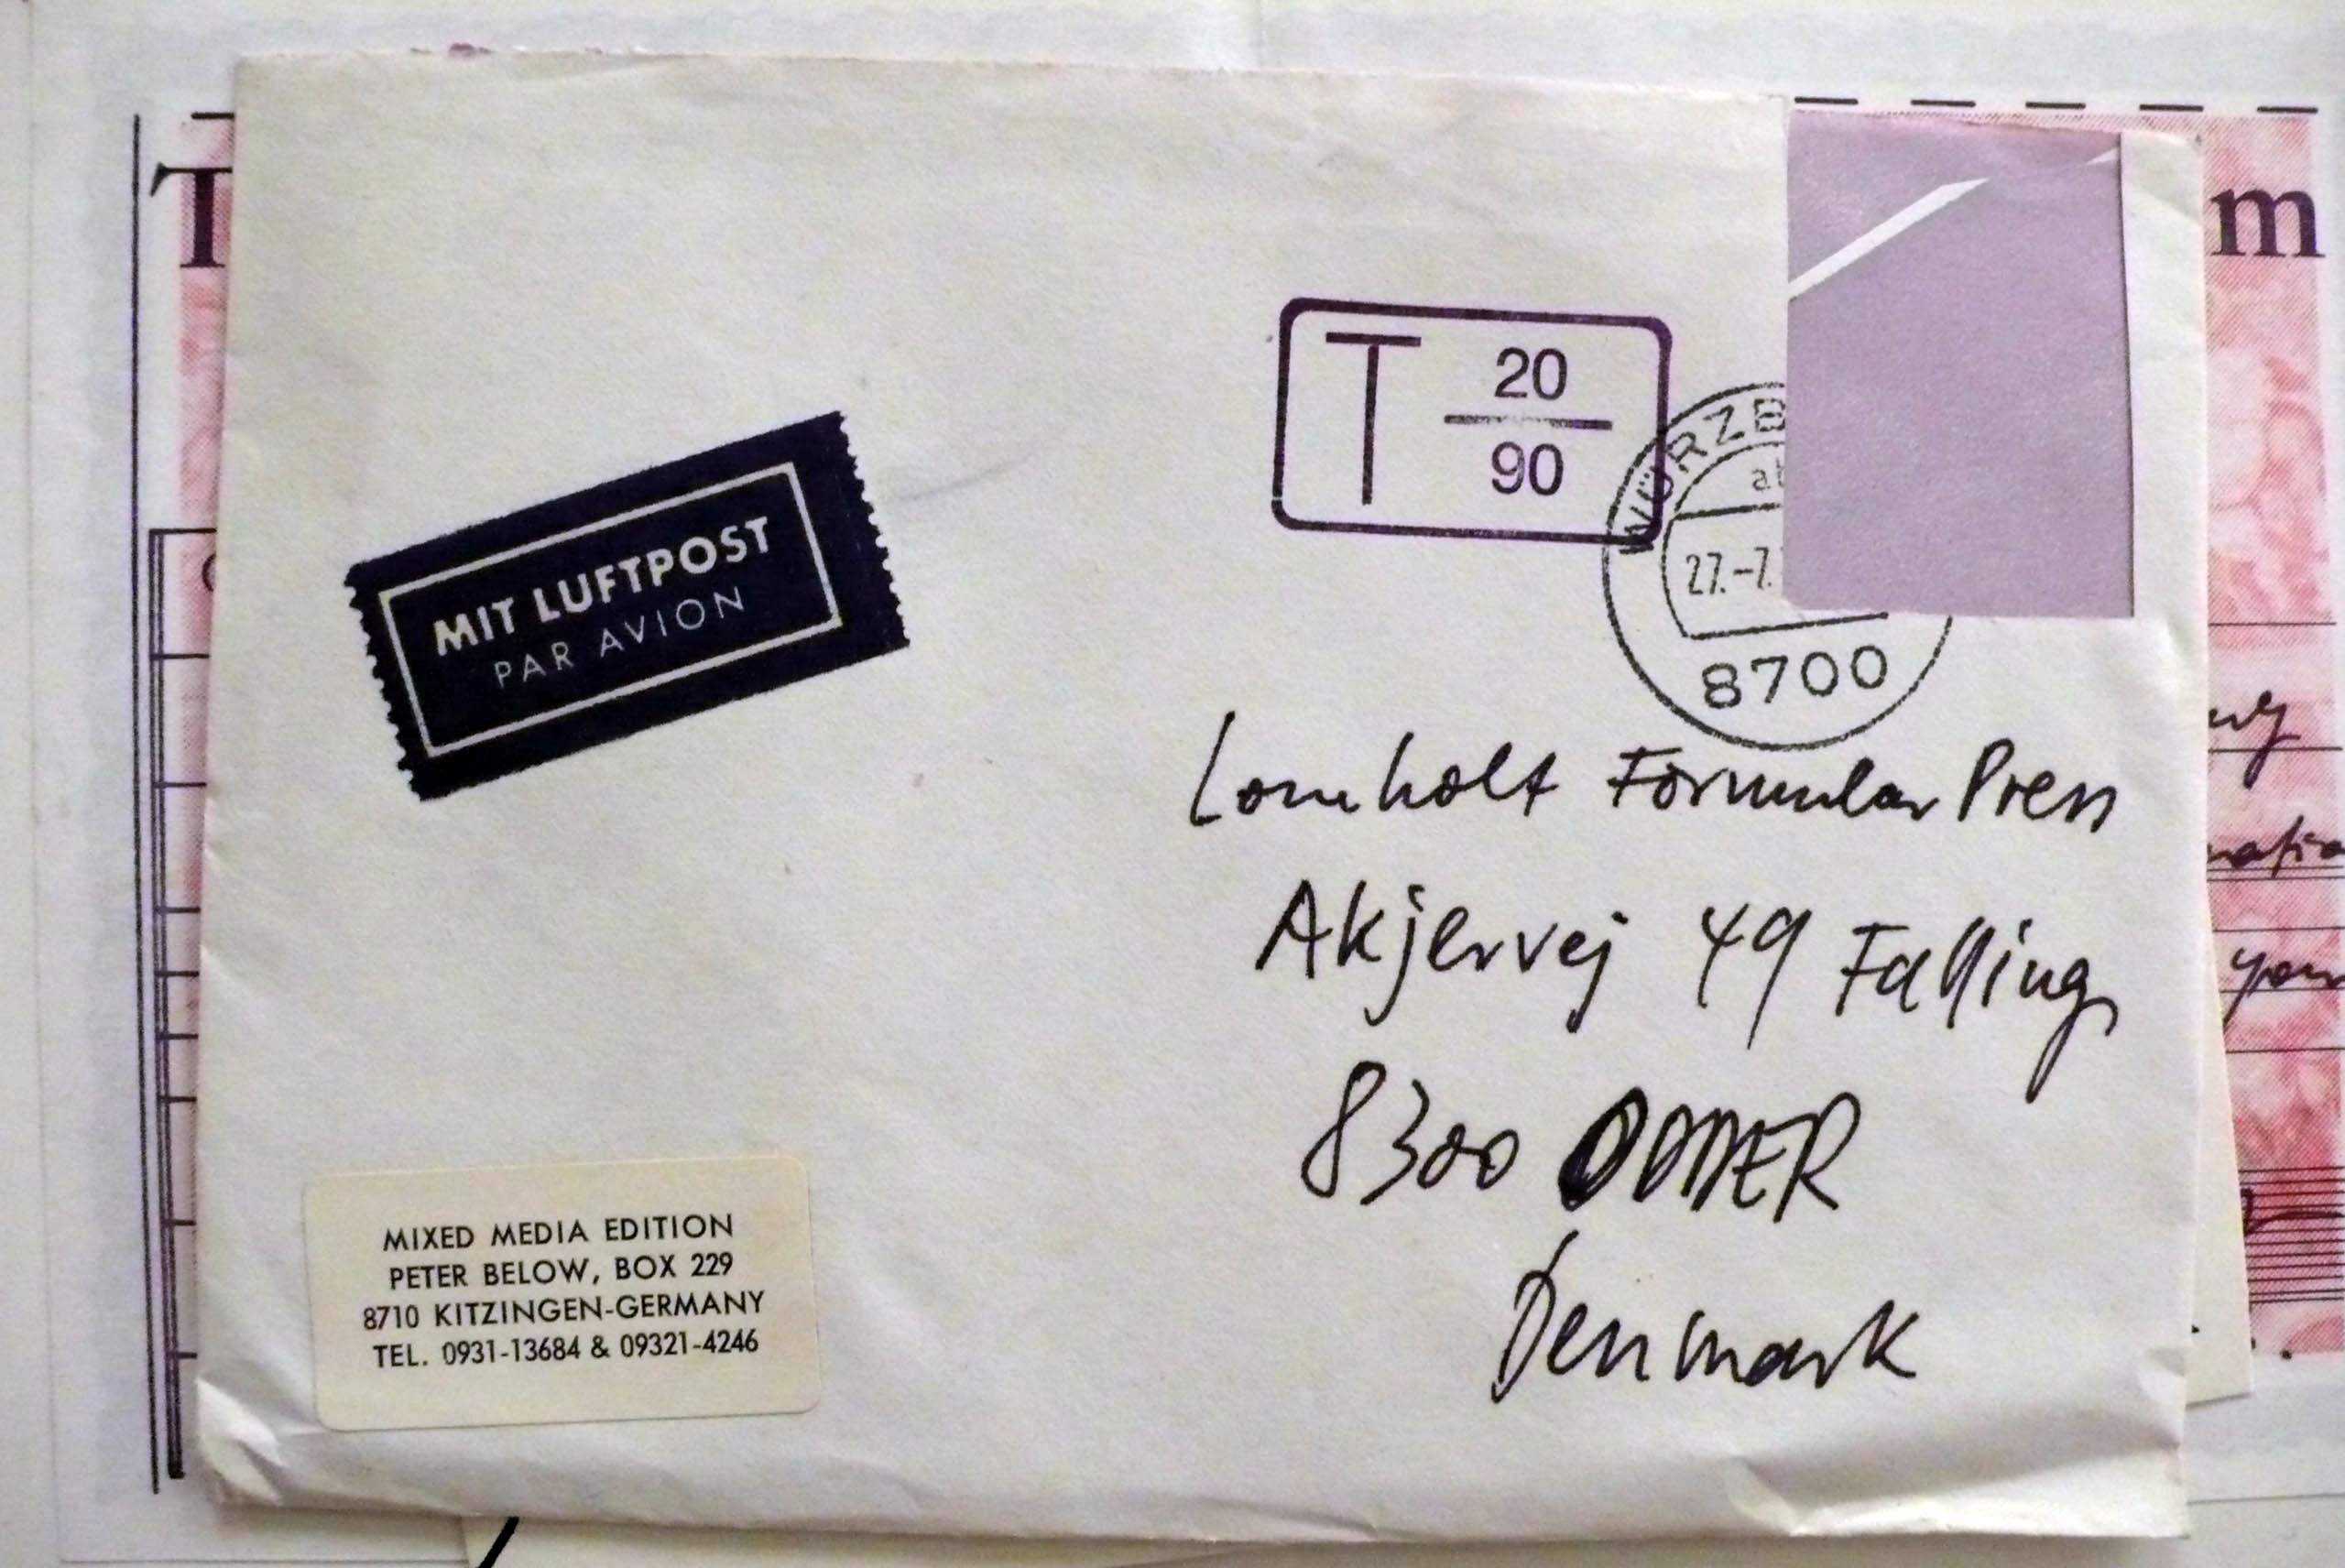 T
m
T 20
90
WÜRZB
27.-7.
8700
MIT LUFTPOST
PAR AVION
Lomholt Formular Press
Akjervej 49 Falling
8300 ODDER
Denmark
you
MIXED MEDIA EDITION
PETER BELOW, BOX 229
8710 KITZINGEN-GERMANY
TEL. 0931-13684 & 09321-4246